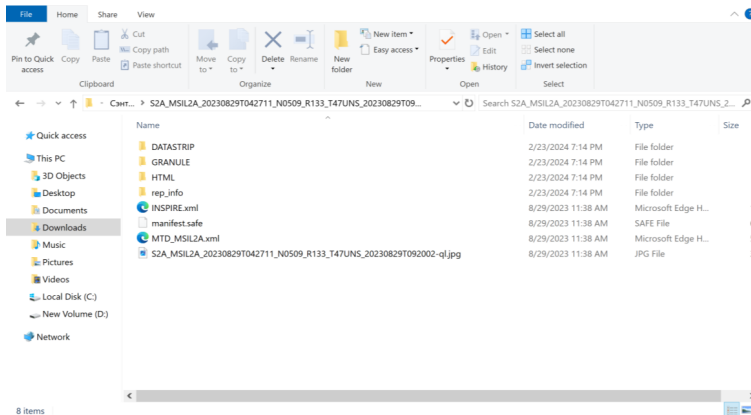 File Home Share View
Pin to Quick access
Copy
Paste
Cut
Copy path
Paste shortcut
Clipboard
Move to
Copy to
Delete
Rename
Organize
New folder
New item
Easy access
New
Properties
Open
Edit
History
Open
Select all
Select none
Invert selection
Select
Сэнт... > S2A_MSIL2A_20230829T042711_N0509_R133_T47UNS_20230829T09...
Search S2A_MSIL2A_20230829T042711_N0509_R133_T47UNS_2...
Name Date modified Type Size
Quick access
This PC
3D Objects
Desktop
Documents
Downloads
Music
Pictures
Videos
Local Disk (C:)
New Volume (D:)
Network
DATASTRIP 2/23/2024 7:14 PM File folder
GRANULE 2/23/2024 7:14 PM File folder
HTML 2/23/2024 7:14 PM File folder
rep_info 2/23/2024 7:14 PM File folder
INSPIRE.xml 8/29/2023 11:38 AM Microsoft Edge H...
manifest.safe 8/29/2023 11:38 AM SAFE File
MTD_MSIL2A.xml 8/29/2023 11:38 AM Microsoft Edge H...
S2A_MSIL2A_20230829T042711_N0509_R133_T47UNS_20230829T092002-ql.jpg 8/29/2023 11:38 AM JPG File
8 items